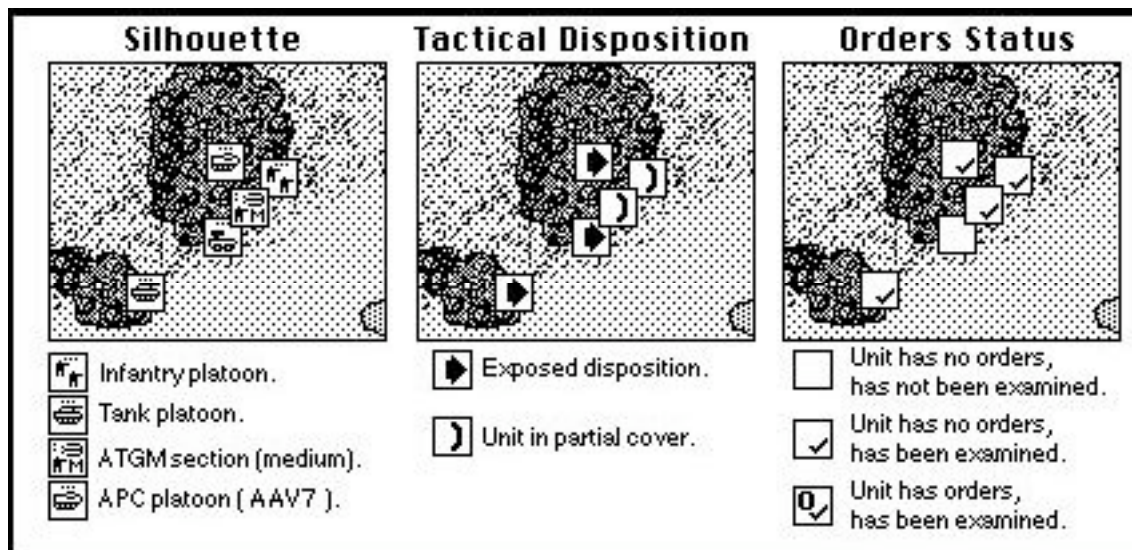 Silhouette
Tactical Disposition
Orders Status
M
Infantry platoon.
Tank platoon.
M
ATGM section (medium).
APC platoon ( AAV7 ).
Exposed disposition.
Unit in partial cover.
Unit has no orders,
has not been examined.
Unit has no orders,
has been examined.
O
Unit has orders,
has been examined.